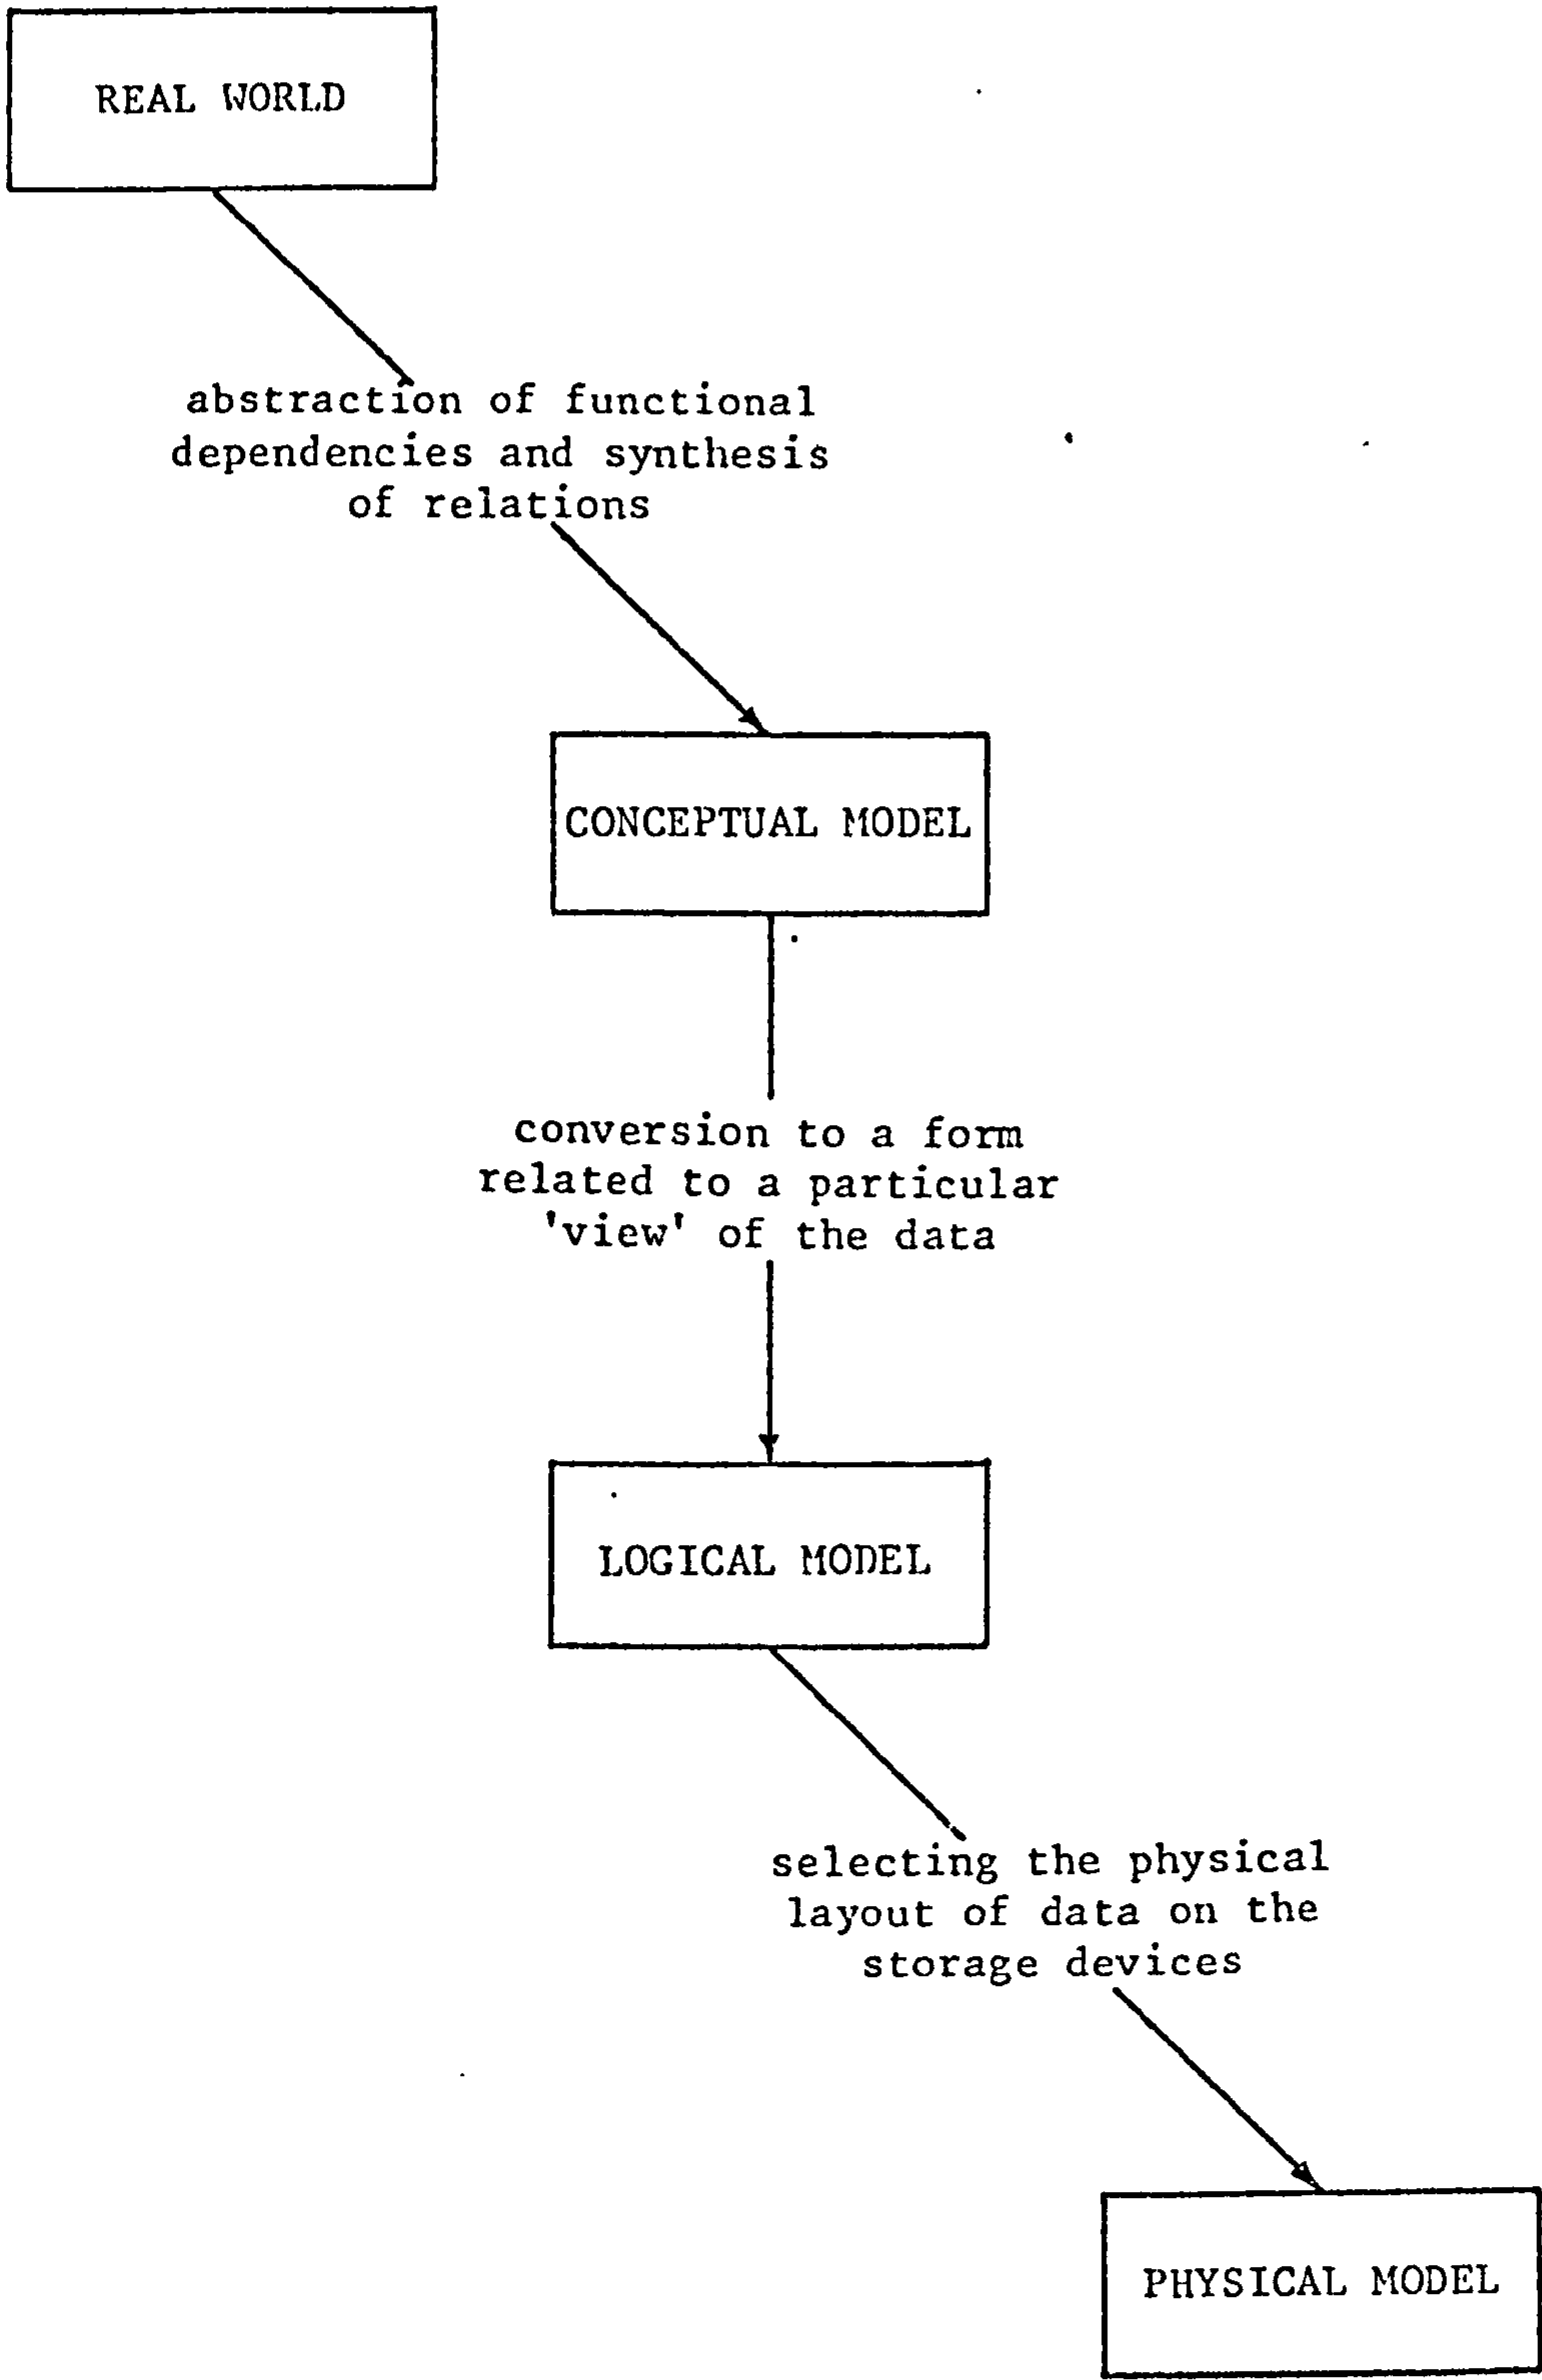 REAL WORLD
abstraction of functional
dependencies and synthesis
of relations
CONCEPTUAL MODEL
conversion to a form
related to a particular
'view' of the data
LOGICAL MODEL
selecting the physical
layout of data on the
storage devices
PHYSICAL MODEL